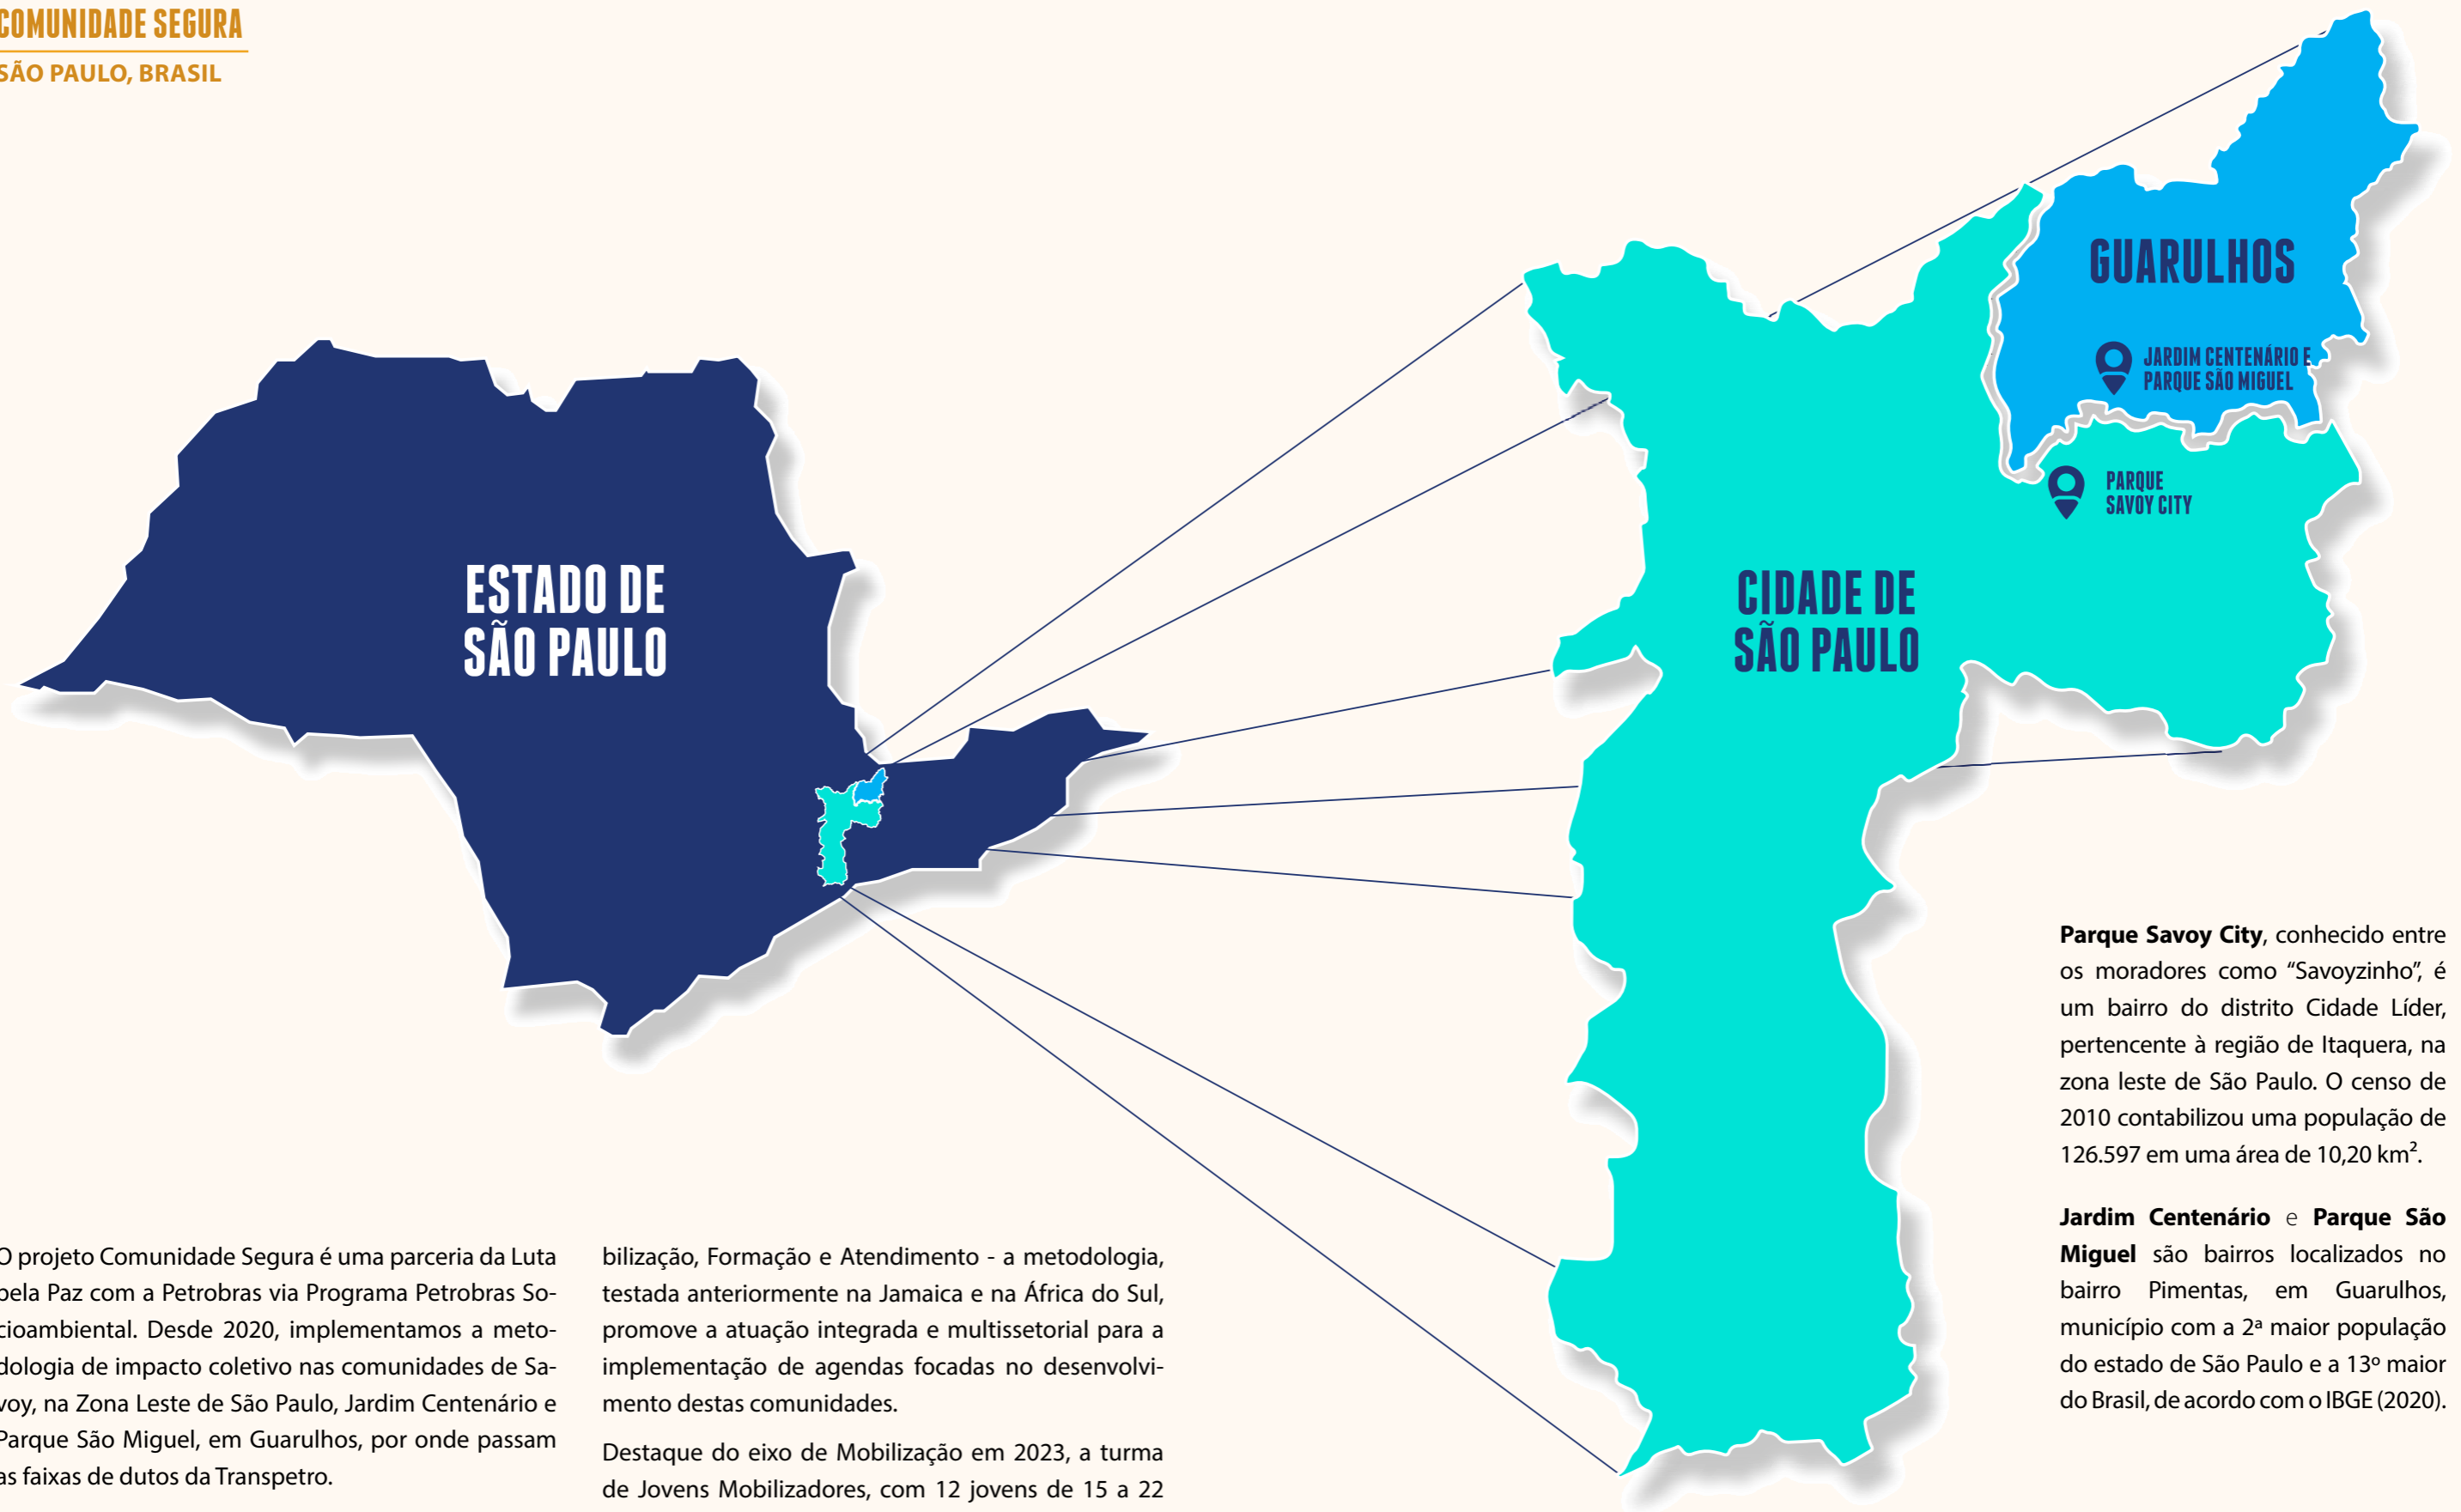 COMUNIDADE SEGURA
SÃO PAULO, BRASIL
GUARULHOS
JARDIM CENTENÁRIO E
PARQUE SÃO MIGUEL
PARQUE
SAVOY CITY
ESTADO DE
SÃO PAULO
CIDADE DE
SÃO PAULO
O projeto Comunidade Segura é uma parceria da Luta
pela Paz com a Petrobras via Programa Petrobras So-
cioambiental. Desde 2020, implementamos a meto-
dologia de impacto coletivo nas comunidades de Sa-
voy, na Zona Leste de São Paulo, Jardim Centenário e
Parque São Miguel, em Guarulhos, por onde passam
as faixas de dutos da Transpetro.
bilização, Formação e Atendimento - a metodologia,
testada anteriormente na Jamaica e na África do Sul,
promove a atuação integrada e multissetorial para a
implementação de agendas focadas no desenvolvi-
mento destas comunidades.
Destaque do eixo de Mobilização em 2023, a turma
de Jovens Mobilizadores, com 12 jovens de 15 a 22
Parque Savoy City, conhecido entre
os moradores como “Savoyzinho”, é
um bairro do distrito Cidade Líder,
pertencente à região de Itaquera, na
zona leste de São Paulo. O censo de
2010 contabilizou uma população de
126.597 em uma área de 10,20 km².
Jardim Centenário e Parque São
Miguel são bairros localizados no
bairro Pimentas, em Guarulhos,
município com a 2ª maior população
do estado de São Paulo e a 13º maior
do Brasil, de acordo com o IBGE (2020).